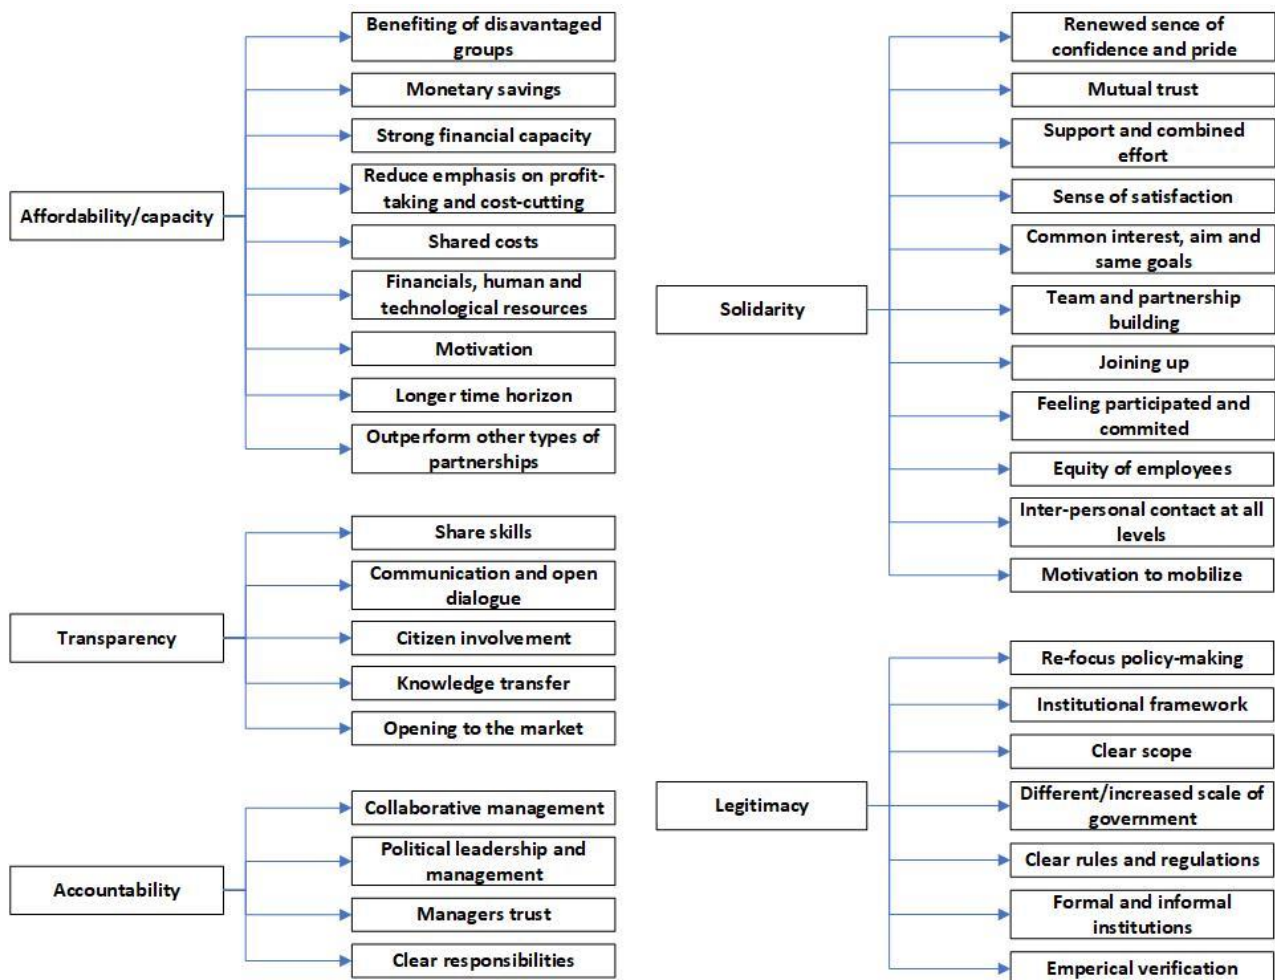 Affordability/capacity
Benefiting of disavantaged
groups
Monetary savings
Strong financial capacity
Reduce emphasis on profit-
taking and cost-cutting
Shared costs
Financials, human and
technological resources
Motivation
Longer time horizon
Outperform other types of
partnerships
Transparency
Share skills
Communication and open
dialogue
Citizen involvement
Knowledge transfer
Opening to the market
Accountability
Collaborative management
Political leadership and
management
Managers trust
Clear responsibilities
Solidarity
Renewed sence of
confidence and pride
Mutual trust
Support and combined
effort
Sense of satisfaction
Common interest, aim and
same goals
Team and partnership
building
Joining up
Feeling participated and
commited
Equity of employees
Inter-personal contact at all
levels
Motivation to mobilize
Legitimacy
Re-focus policy-making
Institutional framework
Clear scope
Different/increased scale of
government
Clear rules and regulations
Formal and informal
institutions
Emperical verification